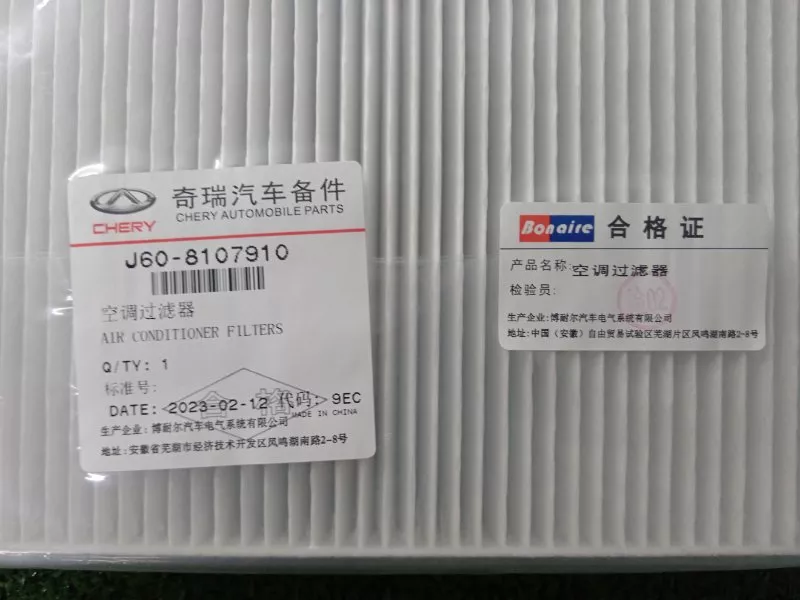 CHERY
奇瑞汽车备件
CHERY AUTOMOBILE PARTS
J60-8107910
空调过滤器
AIR CONDITIONER FILTERS
Q/TY: 1
标准号:
合格
DATE: 2023-02-12 代码: 9EC
MADE IN CHINA
生产企业: 博耐尔汽车电气系统有限公司
地址: 安徽省芜湖市经济技术开发区凤鸣湖南路2-8号
Bonaire 合格证
产品名称: 空调过滤器
检验员:
生产企业: 博耐尔汽车电气系统有限公司
地址: 中国（安徽）自由贸易试验区芜湖片区凤鸣湖南路2-8号